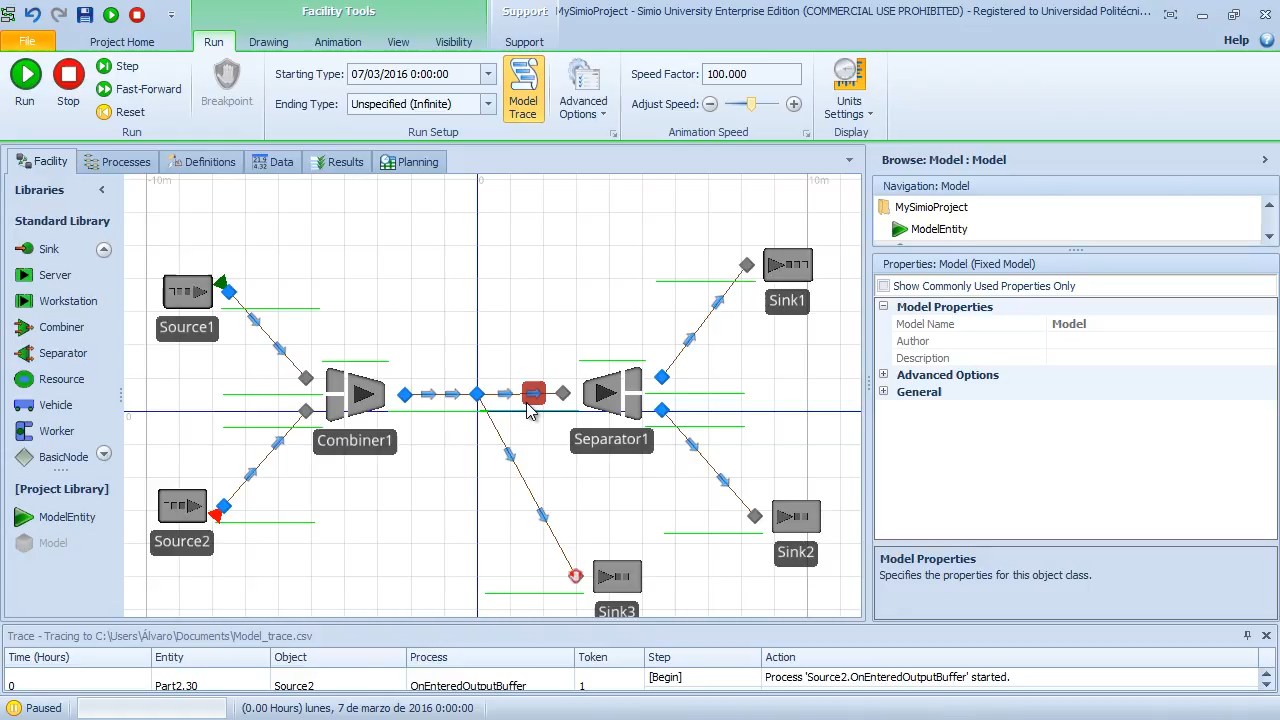 Facility Tools
Support
MySimioProject - Simio University Enterprise Edition (COMMERCIAL USE PROHIBITED) - Registered to Universidad Politécni...
File
Project Home
Run
Drawing
Animation
View
Visibility
Support
Help
Run
Stop
Step
Fast-Forward
Reset
Run
Breakpoint
Starting Type: 07/03/2016 0:00:00
Ending Type: Unspecified (Infinite)
Run Setup
Model Trace
Advanced Options
Speed Factor: 100.000
Adjust Speed:
Animation Speed
Units Settings
Display
Facility
Processes
Definitions
Data
Results
Planning
Libraries
Standard Library
Sink
Server
Workstation
Combiner
Separator
Resource
Vehicle
Worker
BasicNode
[Project Library]
ModelEntity
Model
-10m
0
10m
0
Source1
Source2
Combiner1
Separator1
Sink1
Sink2
Sink3
Browse: Model : Model
Navigation: Model
MySimioProject
ModelEntity
Properties: Model (Fixed Model)
Show Commonly Used Properties Only
Model Properties
Model Name Model
Author
Description
Advanced Options
General
Model Properties
Specifies the properties for this object class.
Trace - Tracing to C:\Users\Álvaro\Documents\Model_trace.csv
Time (Hours) Entity Object Process Token Step Action
0 Part2.30 Source2 OnEnteredOutputBuffer 1 [Begin] Process 'Source2.OnEnteredOutputBuffer' started.
Paused
(0.00 Hours) lunes, 7 de marzo de 2016 0:00:00